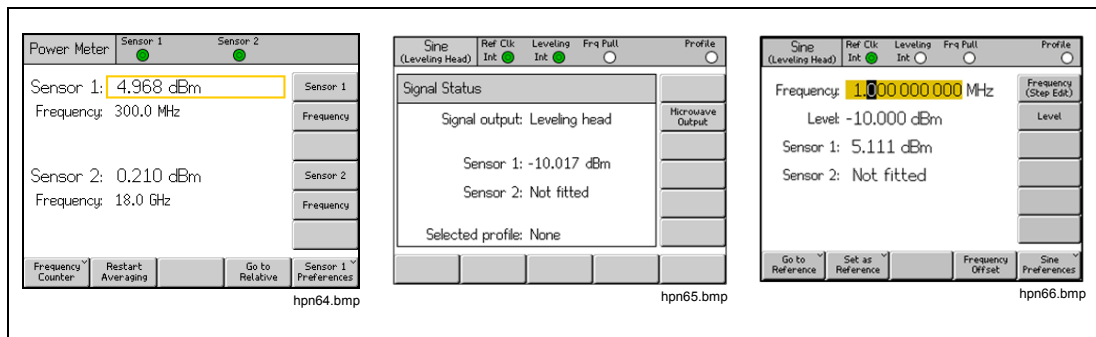 Power Meter
Sensor 1
Sensor 2
Sensor 1: 4.968 dBm
Sensor 1
Frequency: 300.0 MHz
Frequency
Sensor 2: 0.210 dBm
Sensor 2
Frequency: 18.0 GHz
Frequency
Frequency Counter
Restart Averaging
Go to Relative
Sensor 1 Preferences
hpn64.bmp
Sine (Leveling Head)
Ref Clk Int
Leveling Int
Frq Pull
Profile
Signal Status
Signal output: Leveling head
Microwave Output
Sensor 1: -10.017 dBm
Sensor 2: Not fitted
Selected profile: None
hpn65.bmp
Sine (Leveling Head)
Ref Clk Int
Leveling Int
Frq Pull
Profile
Frequency: 1.000 000 000 MHz
Frequency (Step Edit)
Level: -10.000 dBm
Level
Sensor 1: 5.111 dBm
Sensor 2: Not fitted
Go to Reference
Set as Reference
Frequency Offset
Sine Preferences
hpn66.bmp